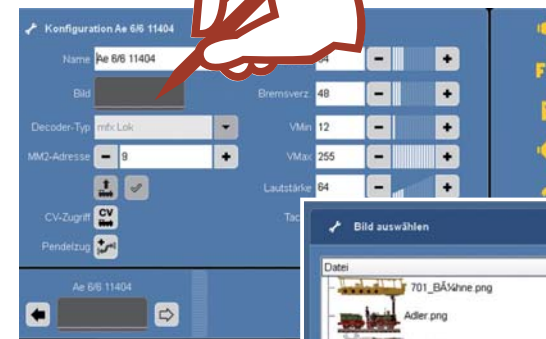 Konfiguration Ae 6/6 11404
Name Ae 6/6 11404
Bild
Bremsverz. 48
Decoder-Typ mfx Lok
VMin 12
MM2-Adresse - 9 +
VMax 255
Lautstärke 64
CV-Zugriff CV
Pendelzug
Bild auswählen
Datei
701_BÃ¼hne.png
Adler.png
Ae 6/6 11404